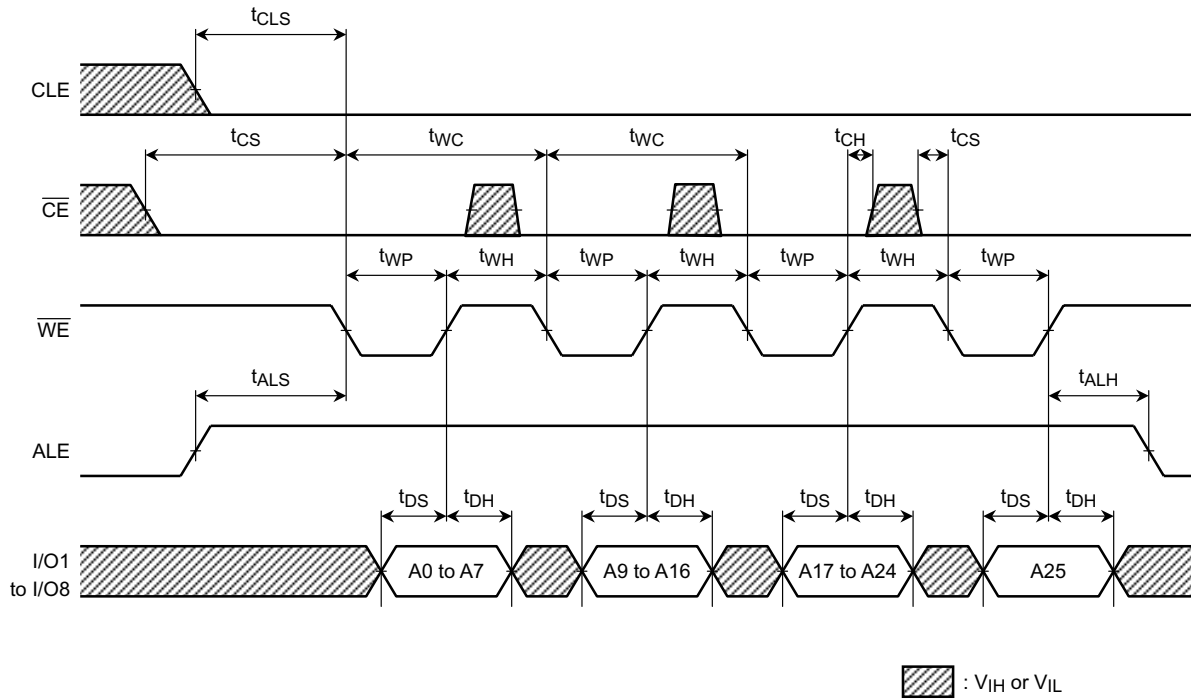 tCLS
CLE
tCS tWC tWC tCH tCS
CE
tWP tWH tWP tWH tWP tWH tWP
WE
tALS tALH
ALE
tDS tDH tDS tDH tDS tDH tDS tDH
I/O1
to I/O8
A0 to A7 A9 to A16 A17 to A24 A25
: VIH or VIL